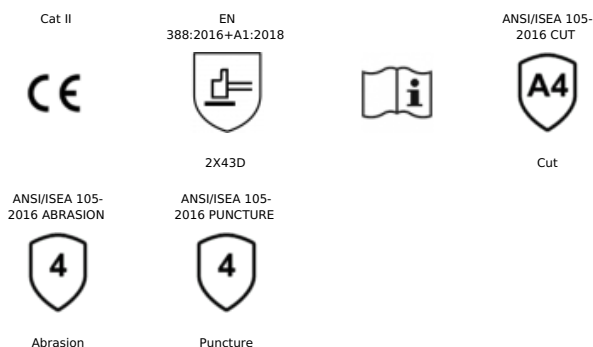 Cat II
EN
388:2016+A1:2018
ANSI/ISEA 105-
2016 CUT
CE
i
A4
2X43D
Cut
ANSI/ISEA 105-
2016 ABRASION
ANSI/ISEA 105-
2016 PUNCTURE
4
4
Abrasion
Puncture